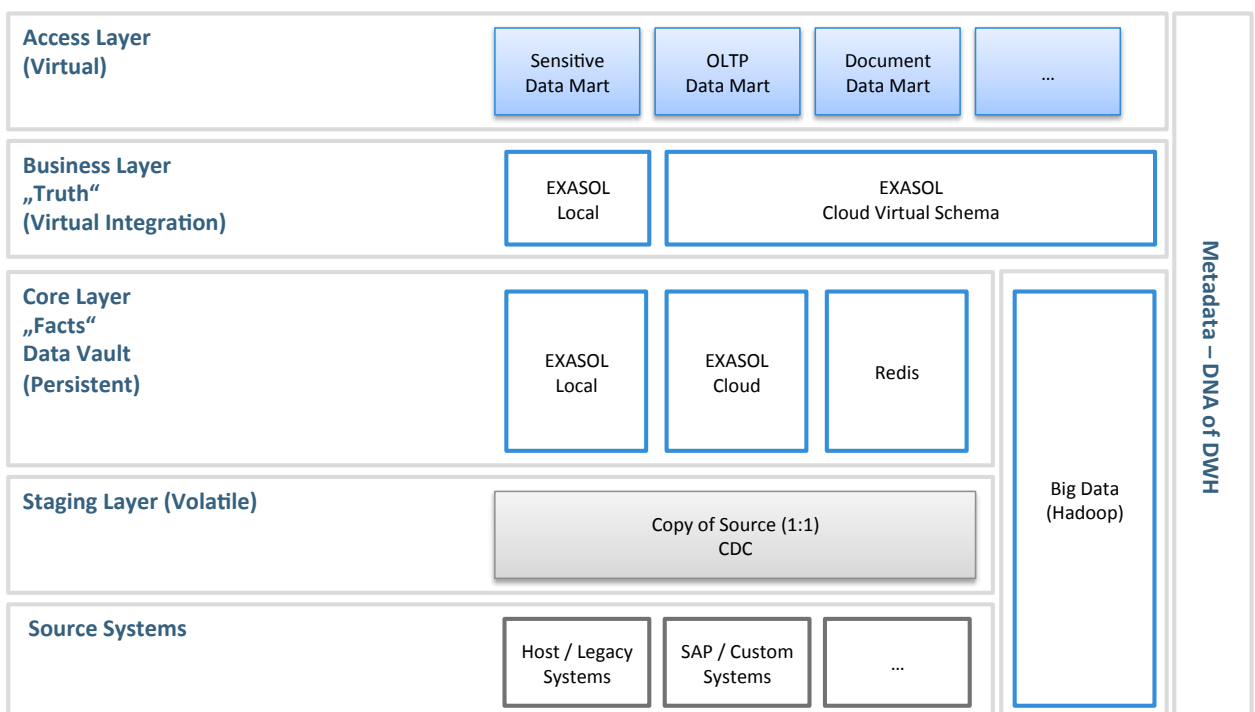 Access Layer
(Virtual)
Sensitive
Data Mart
OLTP
Data Mart
Document
Data Mart
...
Business Layer
„Truth“
(Virtual Integration)
EXASOL
Local
EXASOL
Cloud Virtual Schema
Core Layer
„Facts“
Data Vault
(Persistent)
EXASOL
Local
EXASOL
Cloud
Redis
Staging Layer (Volatile)
Copy of Source (1:1)
CDC
Source Systems
Host / Legacy
Systems
SAP / Custom
Systems
...
Big Data
(Hadoop)
Metadata – DNA of DWH